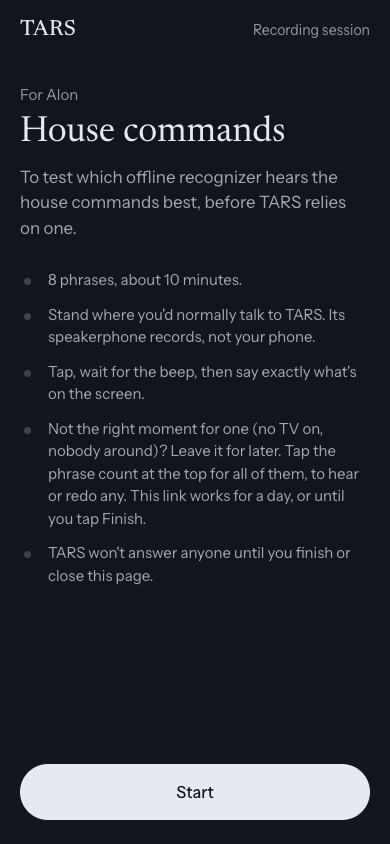 TARS
Recording session
For Alon
House commands
To test which offline recognizer hears the
house commands best, before TARS relies
on one.
8 phrases, about 10 minutes.
Stand where you'd normally talk to TARS. Its
speakerphone records, not your phone.
Tap, wait for the beep, then say exactly what's
on the screen.
Not the right moment for one (no TV on,
nobody around)? Leave it for later. Tap the
phrase count at the top for all of them, to hear
or redo any. This link works for a day, or until
you tap Finish.
TARS won't answer anyone until you finish or
close this page.
Start